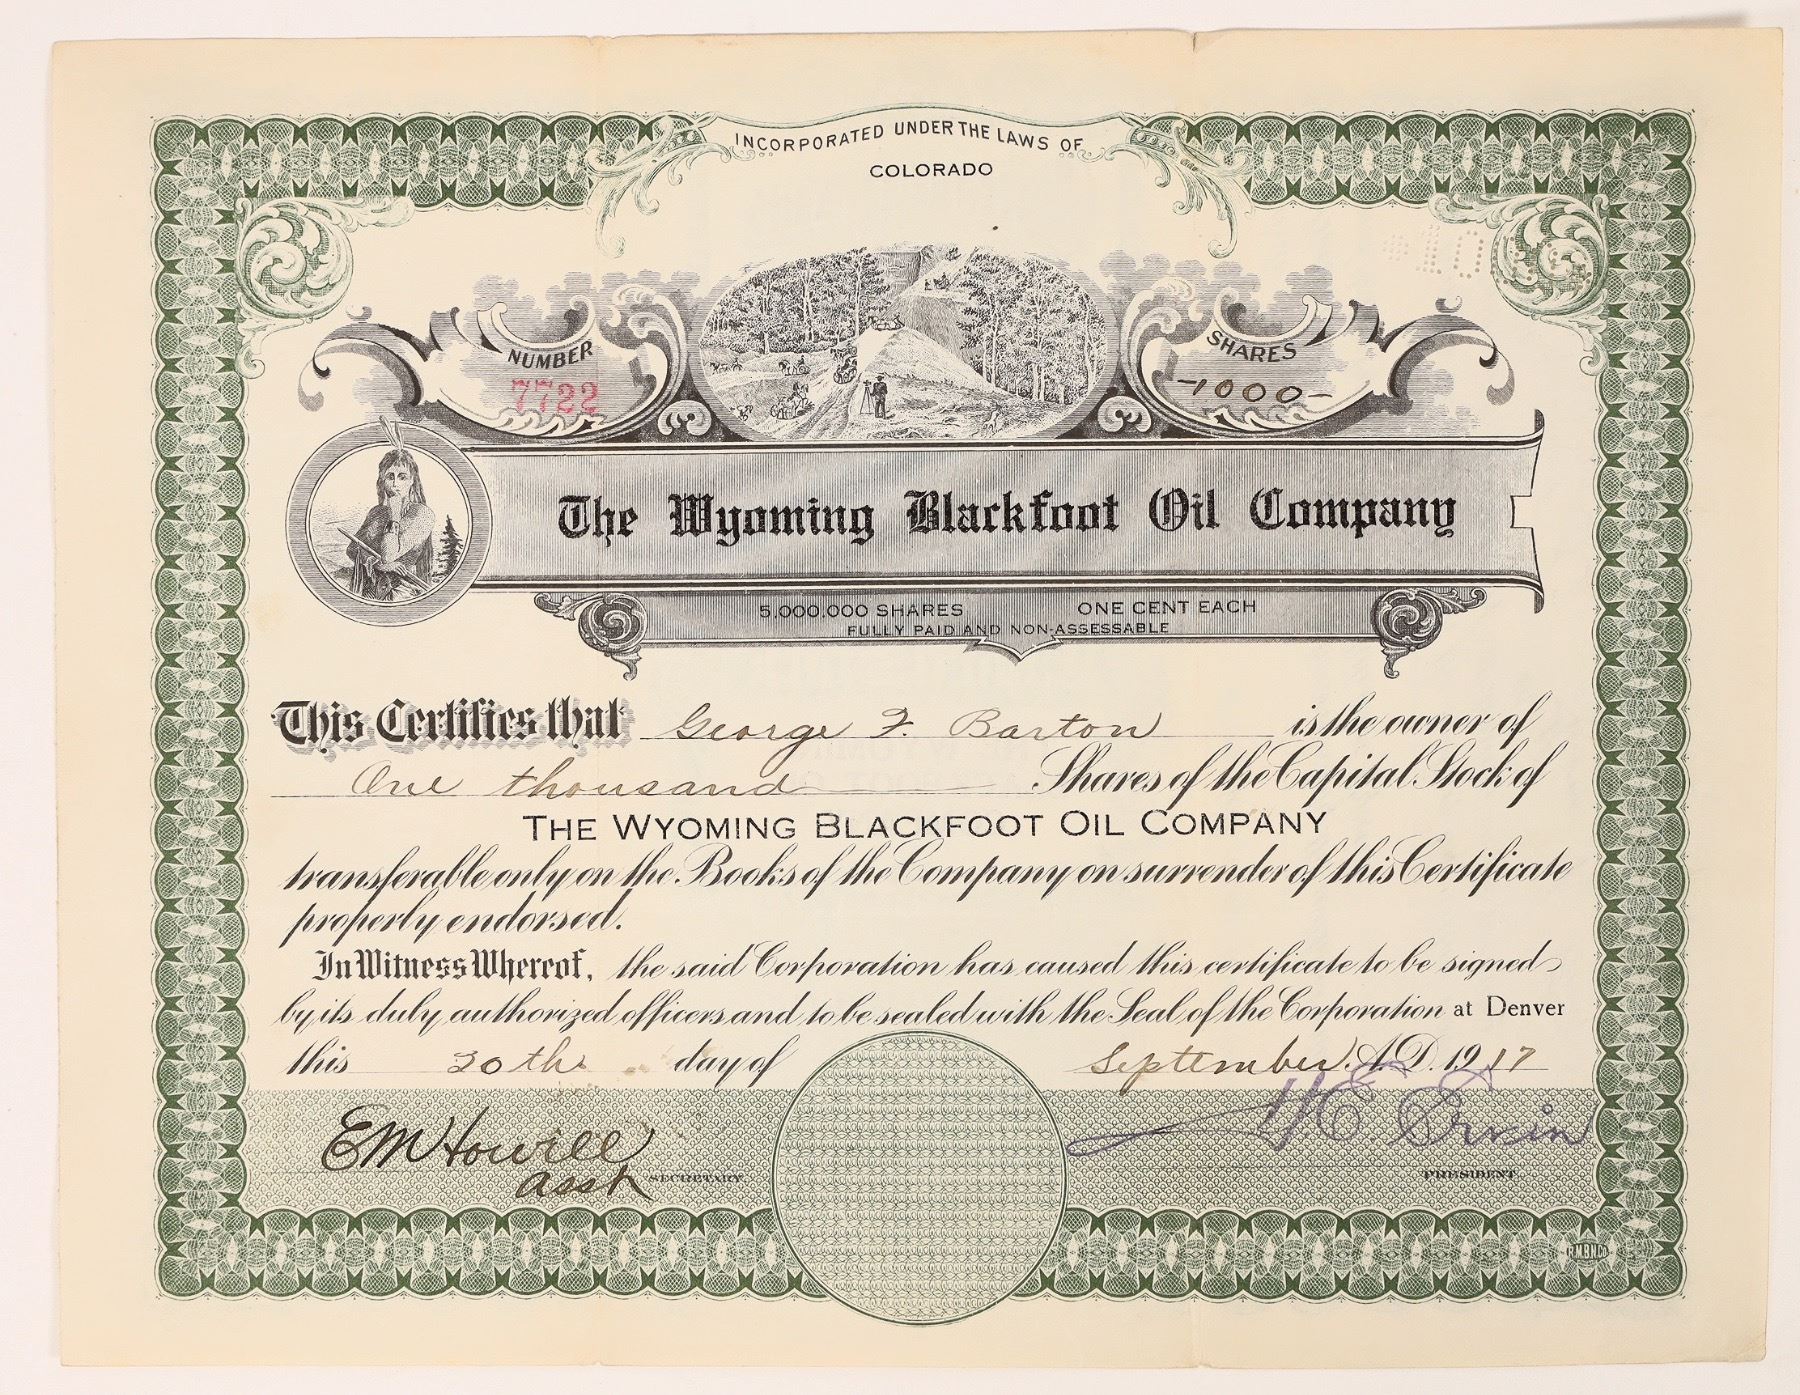 INCORPORATED UNDER THE LAWS OF
COLORADO
NUMBER
7722
SHARES
-1000-
The Wyoming Blackfoot Oil Company
5,000,000 SHARES ONE CENT EACH
FULLY PAID AND NON-ASSESSABLE
This Certifies that George F. Barton is the owner of
One thousand Shares of the Capital Stock of
THE WYOMING BLACKFOOT OIL COMPANY
transferable only on the Books of the Company on surrender of this Certificate
properly endorsed.
In Witness Whereof, the said Corporation has caused this certificate to be signed
by its duly authorized officers and to be sealed with the Seal of the Corporation at Denver
this 20th day of September A.D. 1917
EM Howill
Asst SECRETARY
PRESIDENT
R.M.B.N.Co